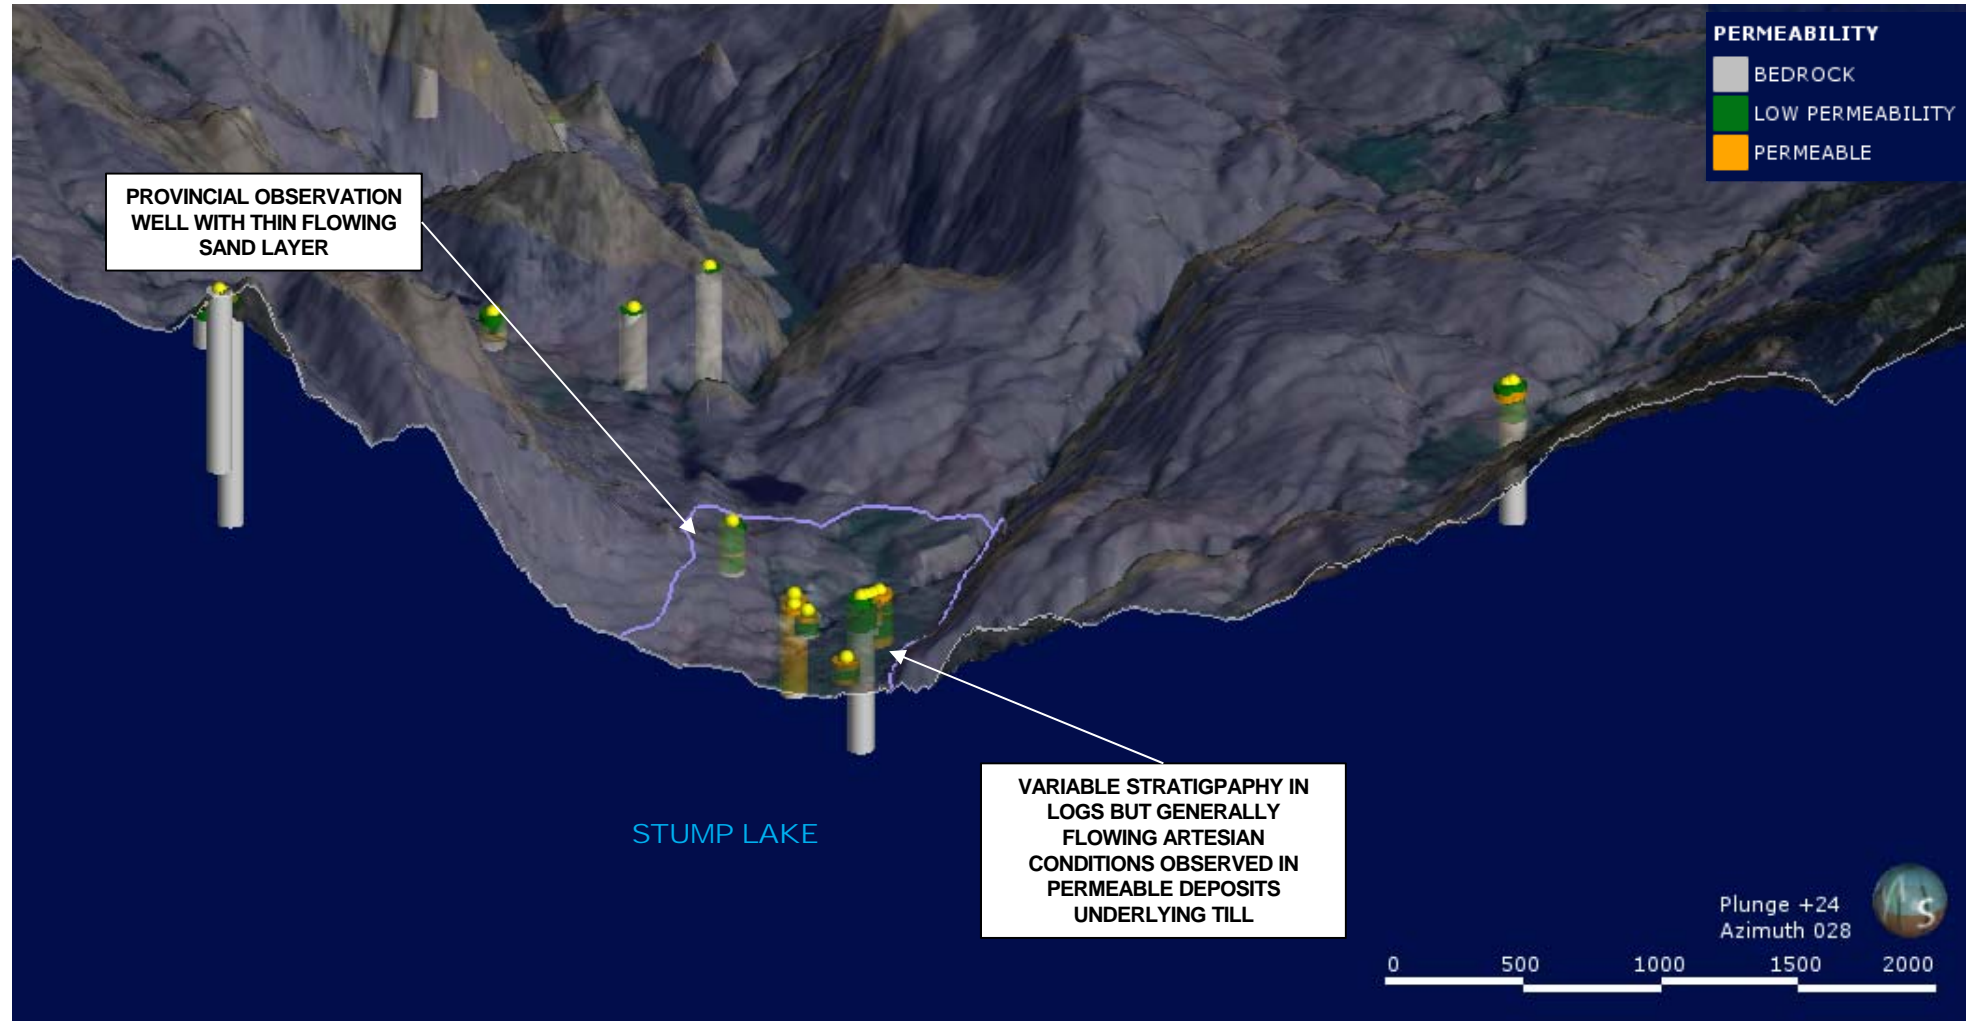 PERMEABILITY
BEDROCK
LOW PERMEABILITY
PERMEABLE
PROVINCIAL OBSERVATION
WELL WITH THIN FLOWING
SAND LAYER
STUMP LAKE
VARIABLE STRATIGPAPHY IN
LOGS BUT GENERALLY
FLOWING ARTESIAN
CONDITIONS OBSERVED IN
PERMEABLE DEPOSITS
UNDERLYING TILL
Plunge +24
Azimuth 028
0 500 1000 1500 2000